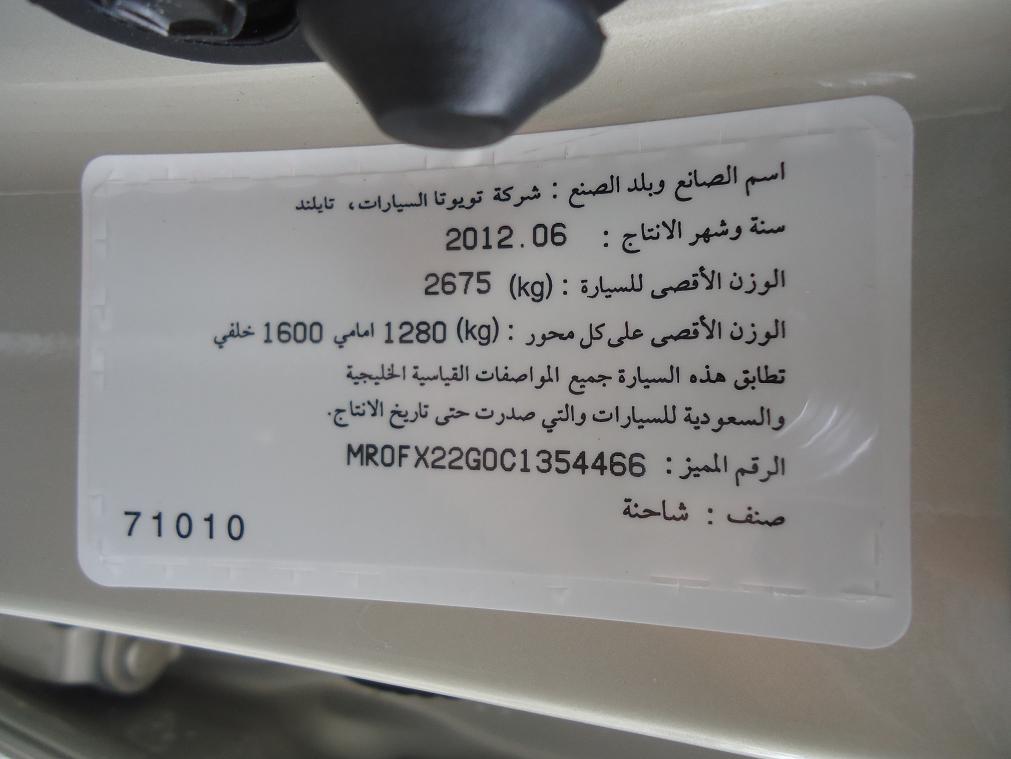 اسم الصانع وبلد الصنع : شركة تويوتا السيارات، تايلند
سنة وشهر الانتاج : 2012.06
الوزن الأقصى للسيارة : (kg) 2675
الوزن الأقصى على كل محور : (kg) 1280 امامي 1600 خلفي
تطابق هذه السيارة جميع المواصفات القياسية الخليجية
والسعودية للسيارات والتي صدرت حتى تاريخ الانتاج.
الرقم المميز : MR0FX22G0C1354466
صنف : شاحنة
71010